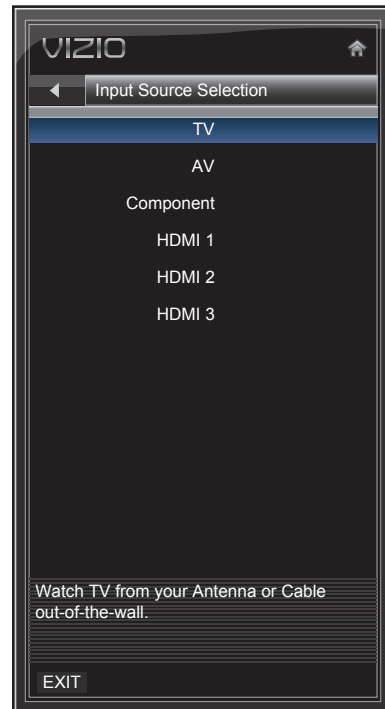 VIZIO
Input Source Selection
TV
AV
Component
HDMI 1
HDMI 2
HDMI 3
Watch TV from your Antenna or Cable
out-of-the-wall.
EXIT